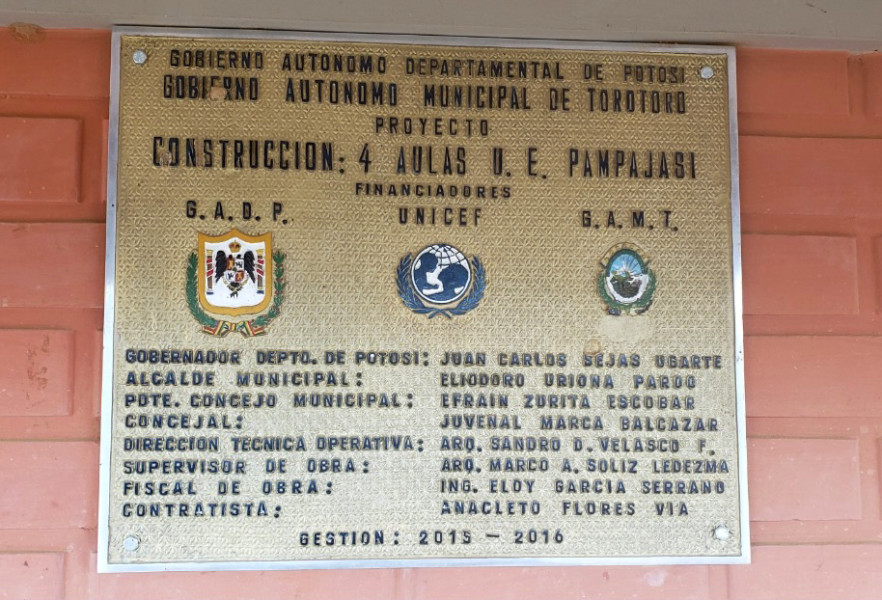 GOBIERNO AUTONOMO DEPARTAMENTAL DE POTOSI
GOBIERNO AUTONOMO MUNICIPAL DE TOROTORO
PROYECTO
CONSTRUCCION: 4 AULAS U. E. PAMPAJASI
FINANCIADORES
G. A. D. P. UNICEF G. A. M. T.
GOBERNADOR DEPTO. DE POTOSI: JUAN CARLOS SEJAS UGARTE
ALCALDE MUNICIPAL: ELIODORO URIONA PARDO
PDTE. CONCEJO MUNICIPAL: EFRAIN ZURITA ESCOBAR
CONCEJAL: JUVENAL MARCA BALCAZAR
DIRECCION TECNICA OPERATIVA: ARQ. SANDRO D. VELASCO F.
SUPERVISOR DE OBRA: ARQ. MARCO A. SOLIZ LEDEZMA
FISCAL DE OBRA: ING. ELOY GARCIA SERRANO
CONTRATISTA: ANACLETO FLORES VIA
GESTION: 2015 - 2016